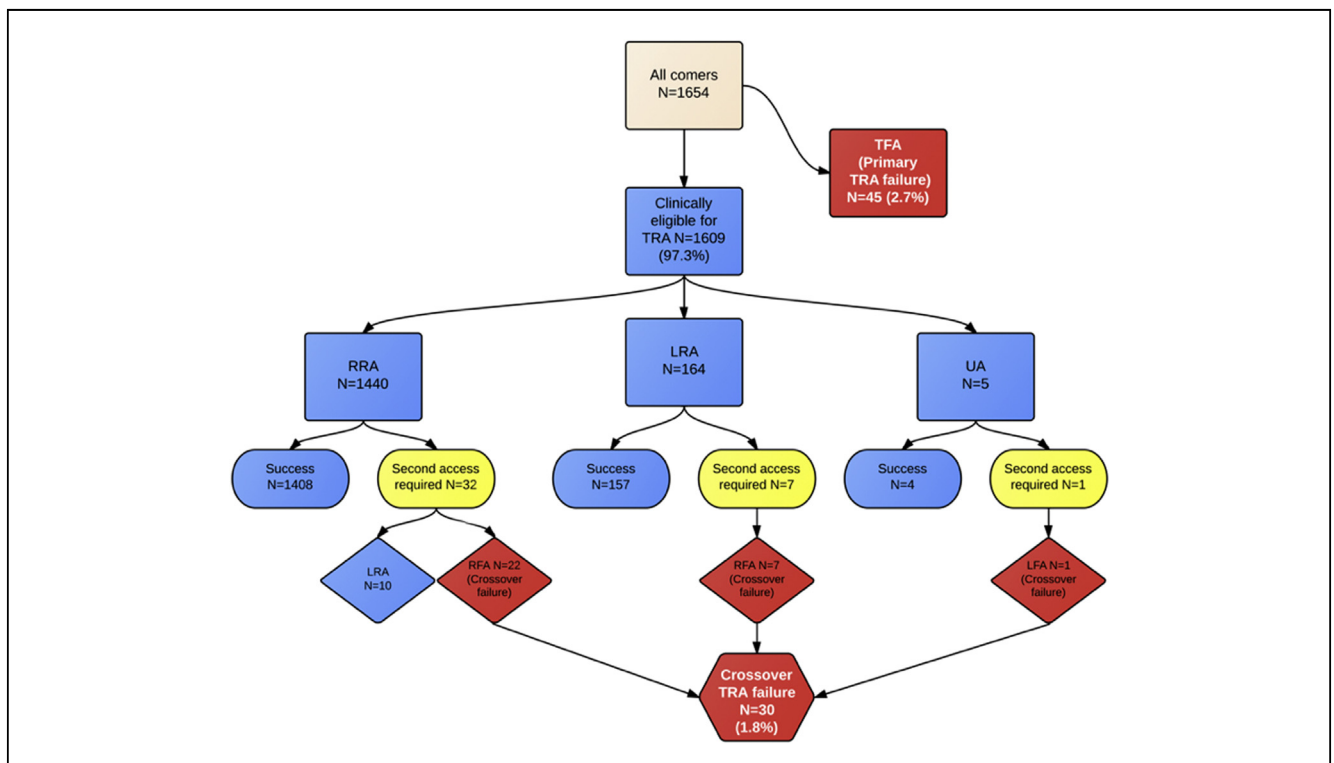 All comers
N=1654
TFA
(Primary
TRA failure)
N=45 (2.7%)
Clinically
eligible for
TRA N=1609
(97.3%)
RRA
N=1440
LRA
N=164
UA
N=5
Success
N=1408
Second access
required N=32
Success
N=157
Second access
required N=7
Success
N=4
Second access
required N=1
LRA
N=10
RFA N=22
(Crossover
failure)
RFA N=7
(Crossover
failure)
LFA N=1
(Crossover
failure)
Crossover
TRA failure
N=30
(1.8%)